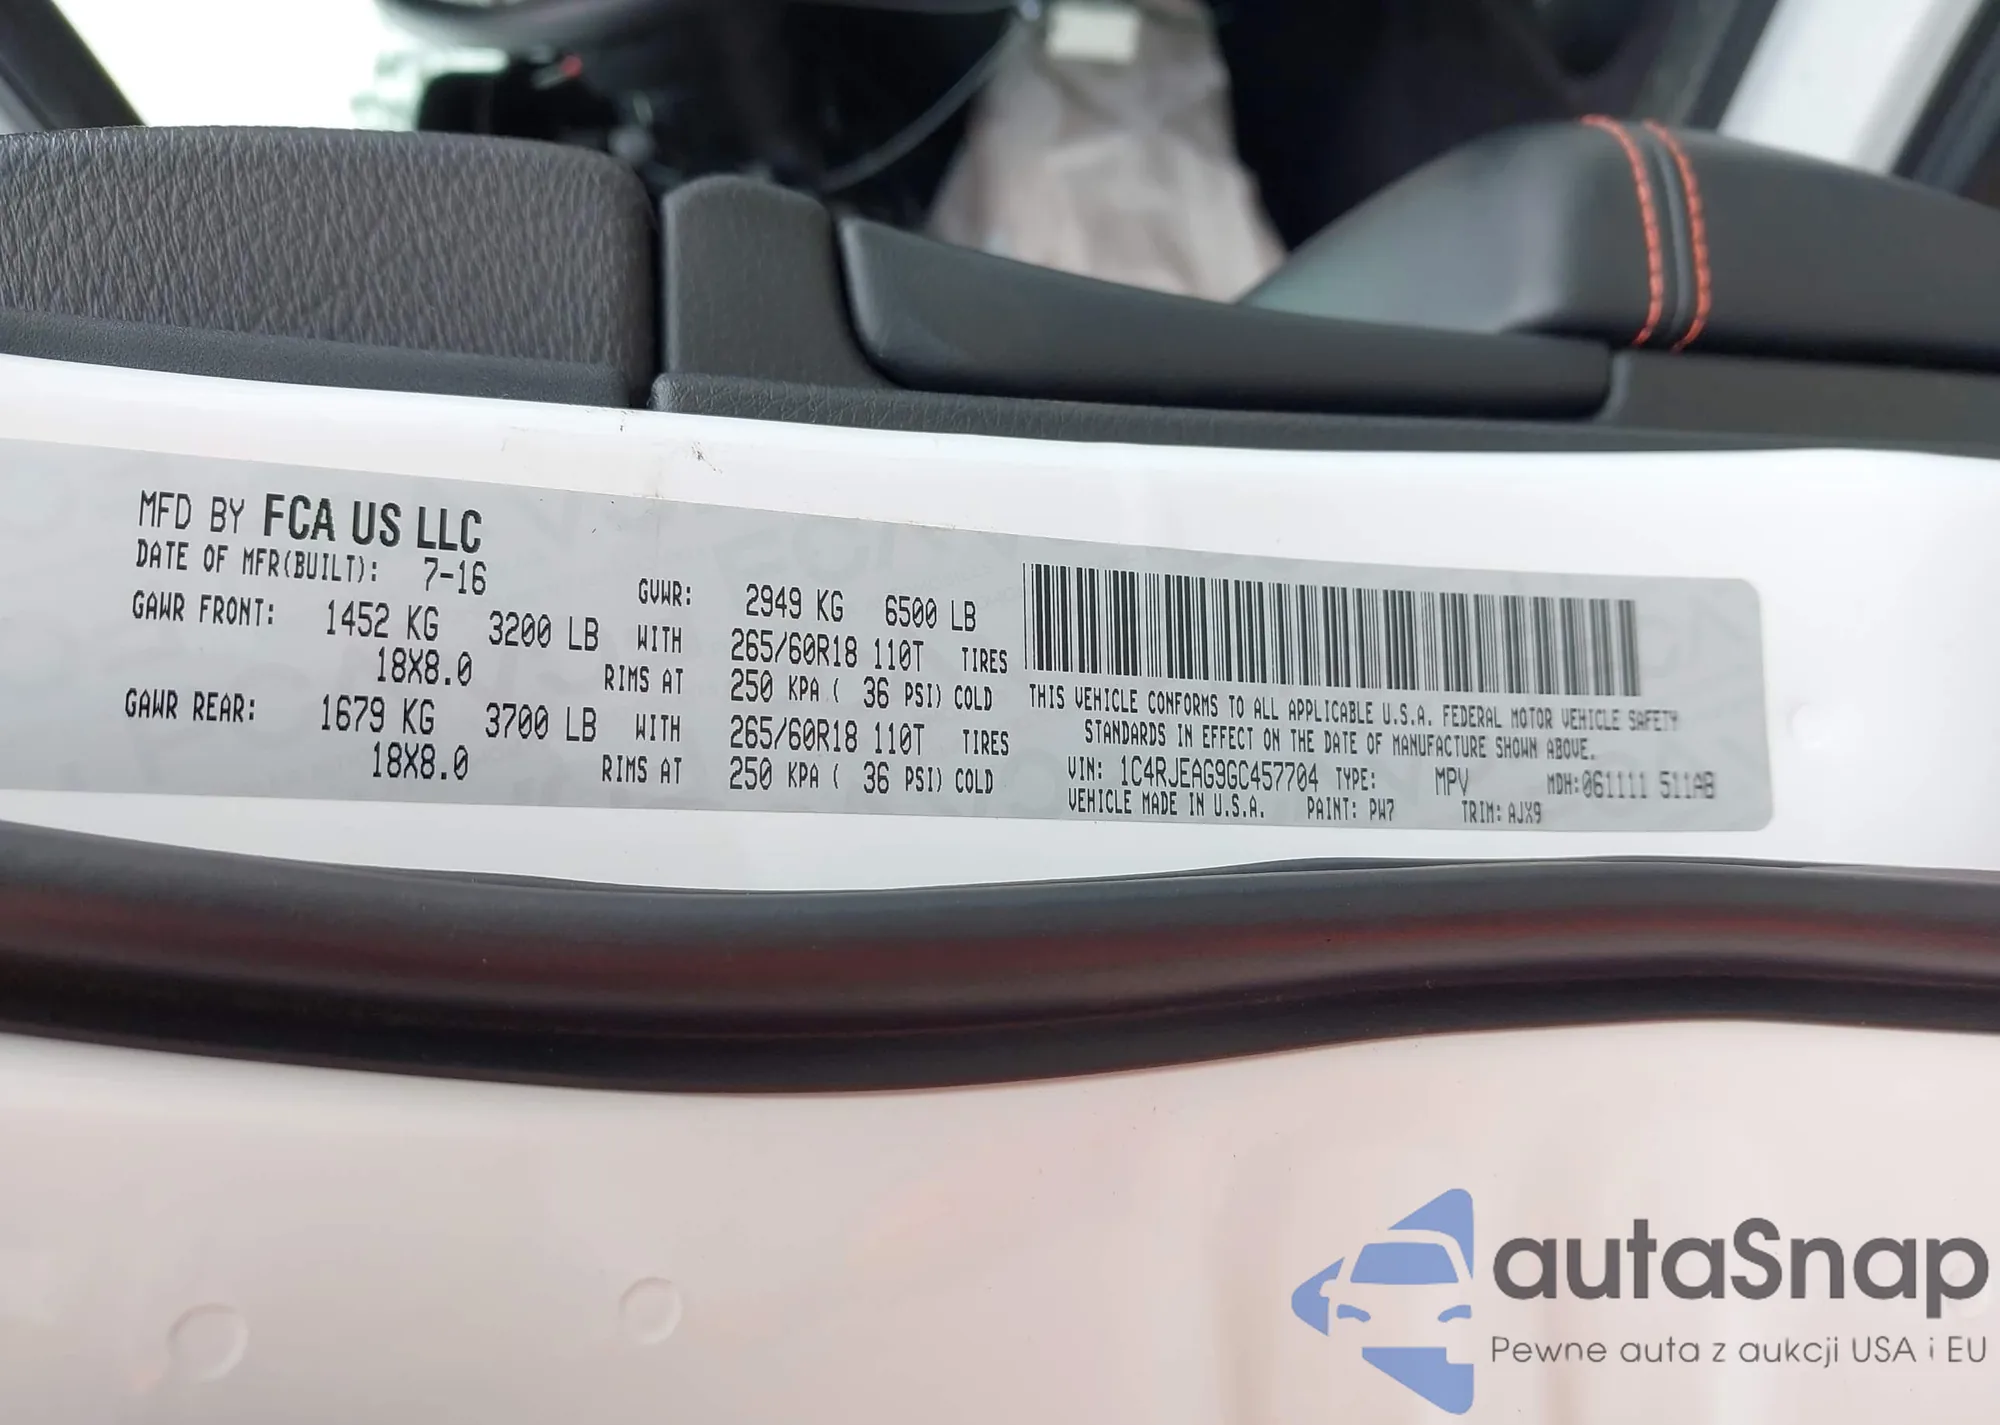 MFD BY FCA US LLC
DATE OF MFR(BUILT): 7-16
GVWR: 2949 KG 6500 LB
GAWR FRONT: 1452 KG 3200 LB WITH 265/60R18 110T TIRES
18X8.0 RIMS AT 250 KPA ( 36 PSI) COLD
GAWR REAR: 1679 KG 3700 LB WITH 265/60R18 110T TIRES
18X8.0 RIMS AT 250 KPA ( 36 PSI) COLD
THIS VEHICLE CONFORMS TO ALL APPLICABLE U.S.A. FEDERAL MOTOR VEHICLE SAFETY
STANDARDS IN EFFECT ON THE DATE OF MANUFACTURE SHOWN ABOVE.
VIN: 1C4RJEAG9GC457704 TYPE: MPV MDH: 061111 511AB
VEHICLE MADE IN U.S.A. PAINT: PW7 TRIM: AJX9
autaSnap
Pewne auta z aukcji USA i EU